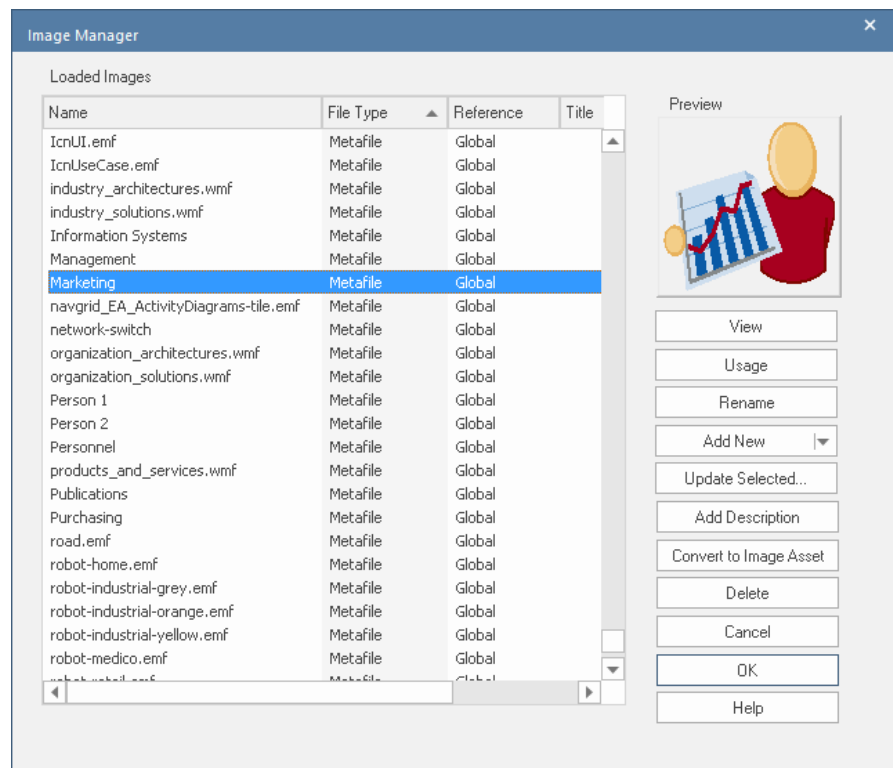 Image Manager
Loaded Images
Name File Type Reference Title
IcnUI.emf Metafile Global
IcnUseCase.emf Metafile Global
industry_architectures.wmf Metafile Global
industry_solutions.wmf Metafile Global
Information Systems Metafile Global
Management Metafile Global
Marketing Metafile Global
navgrid_EA_ActivityDiagrams-tile.emf Metafile Global
network-switch Metafile Global
organization_architectures.wmf Metafile Global
organization_solutions.wmf Metafile Global
Person 1 Metafile Global
Person 2 Metafile Global
Personnel Metafile Global
products_and_services.wmf Metafile Global
Publications Metafile Global
Purchasing Metafile Global
road.emf Metafile Global
robot-home.emf Metafile Global
robot-industrial-grey.emf Metafile Global
robot-industrial-orange.emf Metafile Global
robot-industrial-yellow.emf Metafile Global
robot-medico.emf Metafile Global
Preview
View
Usage
Rename
Add New
Update Selected...
Add Description
Convert to Image Asset
Delete
Cancel
OK
Help